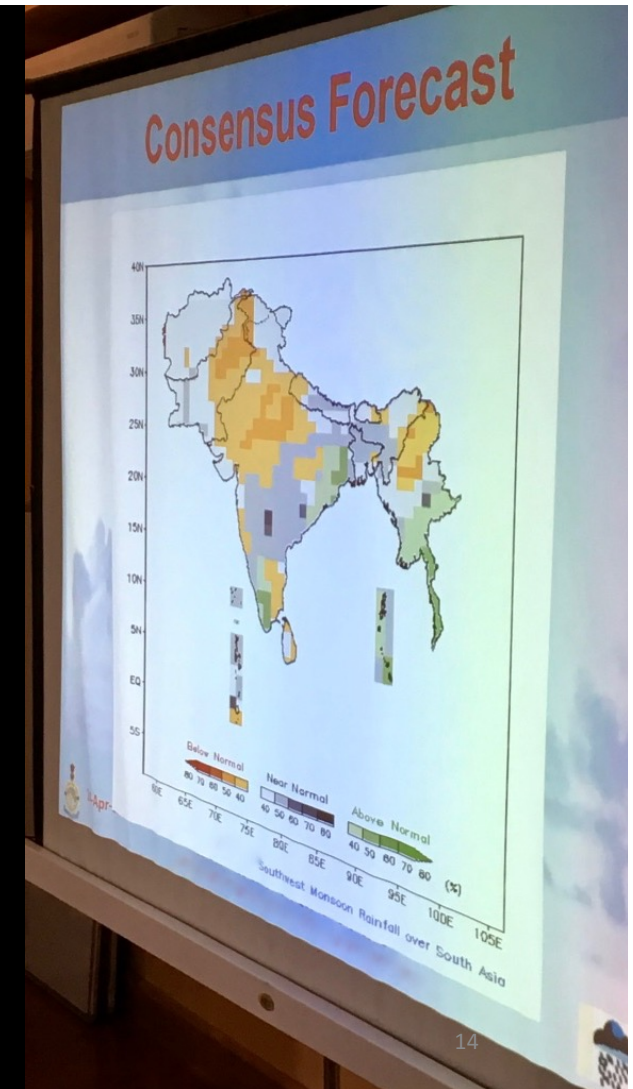 Consensus Forecast
40N
35N
30N
25N
20N
15N
10N
5N
EQ
5S
60E
65E
70E
75E
80E
85E
90E
95E
100E
105E
Below Normal
80 70 60 50 40
Near Normal
40 50 60 70 80
Above Normal
40 50 60 70 80 (%)
Southwest Monsoon Rainfall over South Asia
-Apr-
14